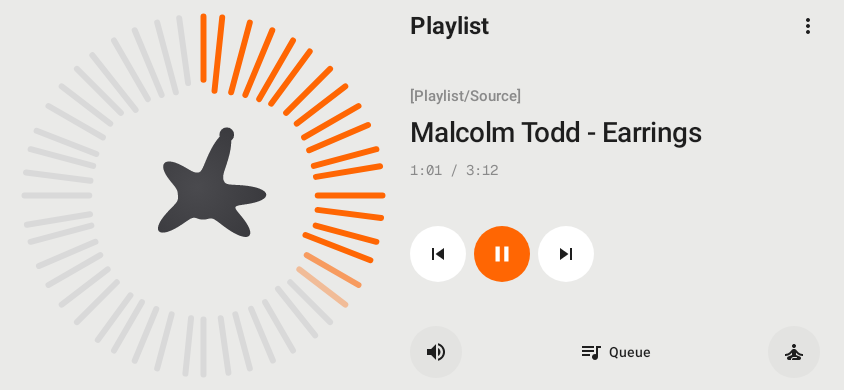 Playlist
[Playlist/Source]
Malcolm Todd - Earrings
1:01 / 3:12
Queue